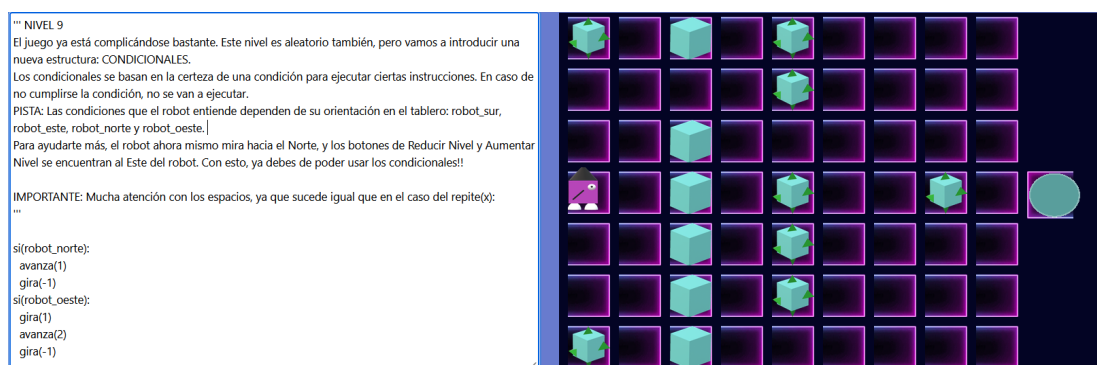 ''' NIVEL 9
El juego ya está complicándose bastante. Este nivel es aleatorio también, pero vamos a introducir una
nueva estructura: CONDICIONALES.
Los condicionales se basan en la certeza de una condición para ejecutar ciertas instrucciones. En caso de
no cumplirse la condición, no se van a ejecutar.
PISTA: Las condiciones que el robot entiende dependen de su orientación en el tablero: robot_sur,
robot_este, robot_norte y robot_oeste.
Para ayudarte más, el robot ahora mismo mira hacia el Norte, y los botones de Reducir Nivel y Aumentar
Nivel se encuentran al Este del robot. Con esto, ya debes de poder usar los condicionales!!

IMPORTANTE: Mucha atención con los espacios, ya que sucede igual que en el caso del repite(x):
'''

si(robot_norte):
  avanza(1)
  gira(-1)
si(robot_oeste):
  gira(1)
  avanza(2)
  gira(-1)